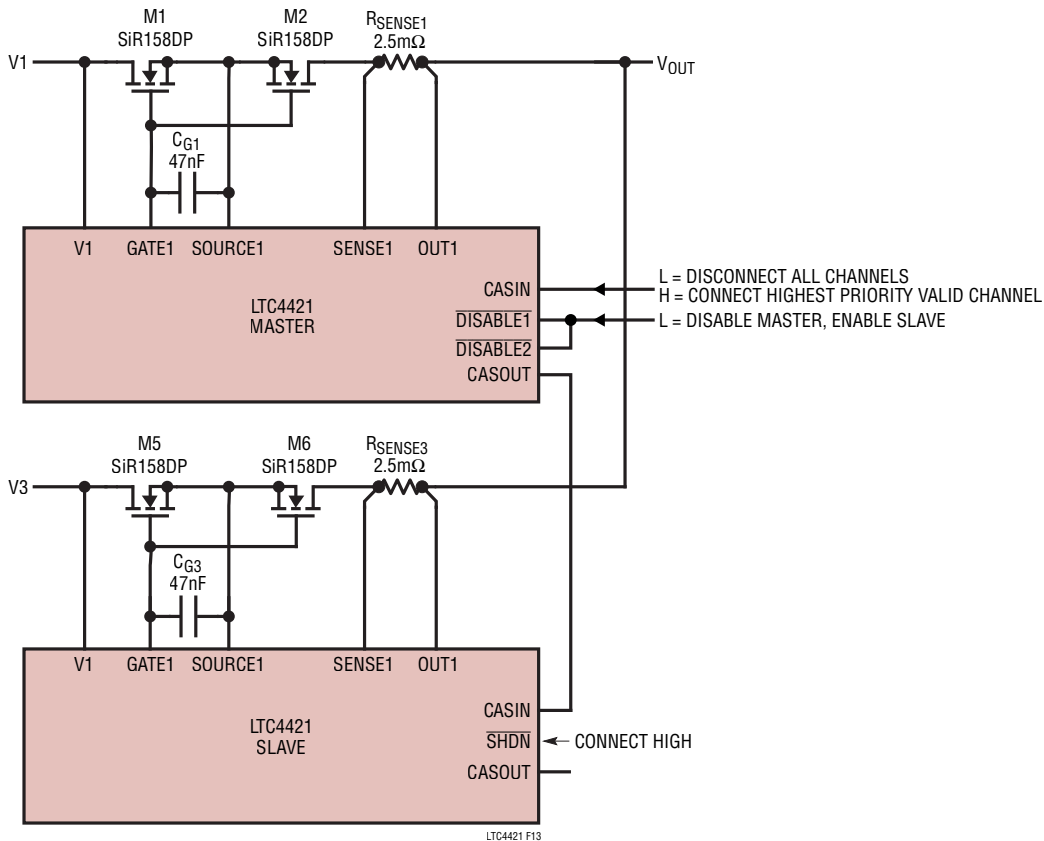 M1
SiR158DP
M2
SiR158DP
RSENSE1
2.5mΩ
V1
VOUT
CG1
47nF
V1 GATE1 SOURCE1 SENSE1 OUT1
LTC4421
MASTER
CASIN
DISABLE1
DISABLE2
CASOUT
L = DISCONNECT ALL CHANNELS
H = CONNECT HIGHEST PRIORITY VALID CHANNEL
L = DISABLE MASTER, ENABLE SLAVE
M5
SiR158DP
M6
SiR158DP
RSENSE3
2.5mΩ
V3
CG3
47nF
V1 GATE1 SOURCE1 SENSE1 OUT1
LTC4421
SLAVE
CASIN
SHDN
CASOUT
CONNECT HIGH
LTC4421 F13